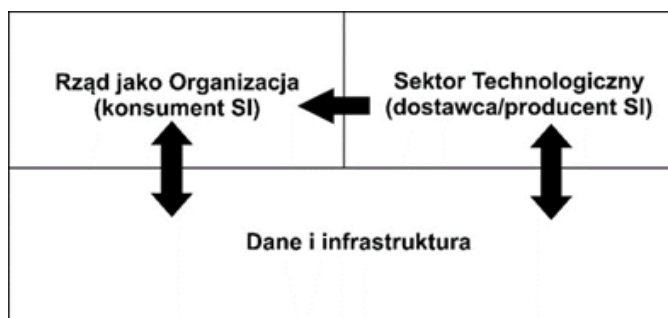 Rząd jako Organizacja
(konsument SI)
Sektor Technologiczny
(dostawca/producent SI)
Dane i infrastruktura